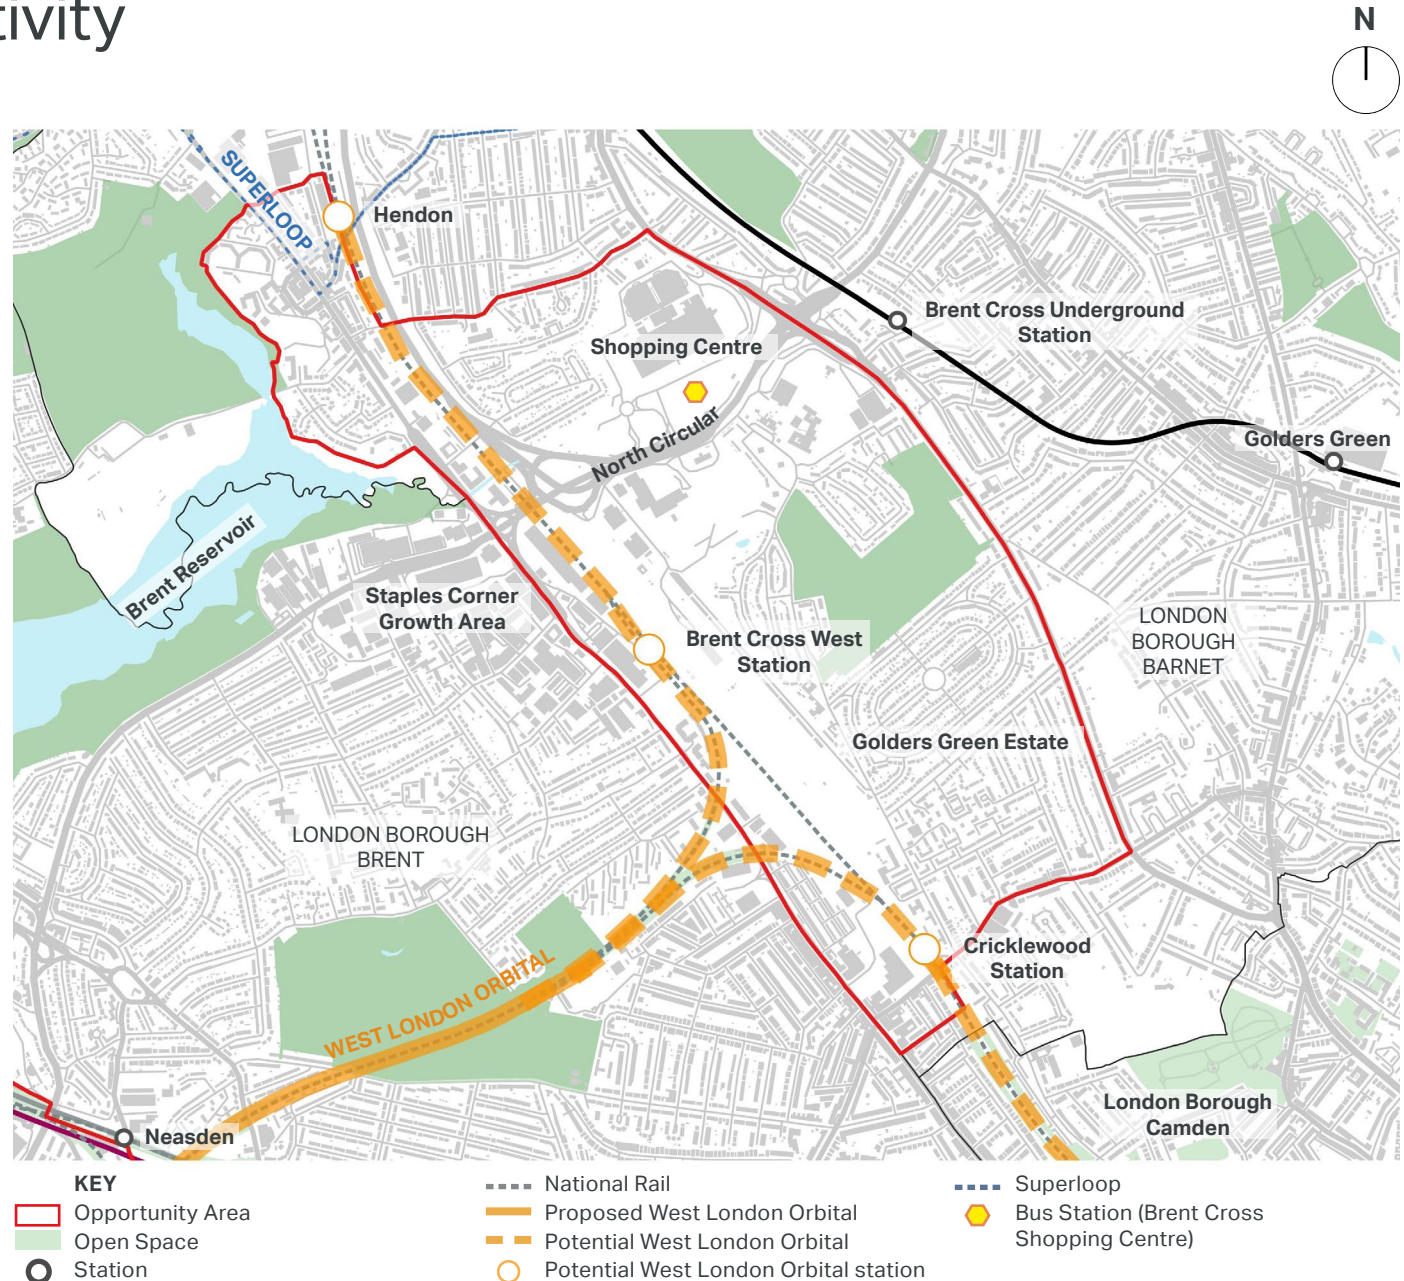 tivity
N
SUPERLOOP
Hendon
Brent Cross Underground
Station
Shopping Centre
North Circular
Golders Green
Brent Reservoir
Staples Corner
Growth Area
LONDON
BOROUGH
BARNET
Brent Cross West
Station
Golders Green Estate
LONDON BOROUGH
BRENT
Cricklewood
Station
WEST LONDON ORBITAL
London Borough
Camden
Neasden
KEY
Opportunity Area
Open Space
Station
National Rail
Proposed West London Orbital
Potential West London Orbital
Potential West London Orbital station
Superloop
Bus Station (Brent Cross
Shopping Centre)